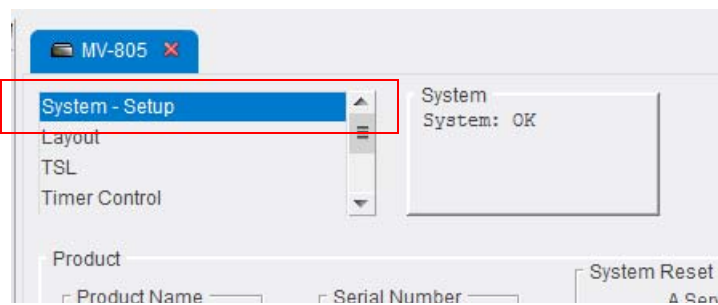 MV-805
System - Setup
Layout
TSL
Timer Control
System
System: OK
Product
Product Name
Serial Number
System Reset